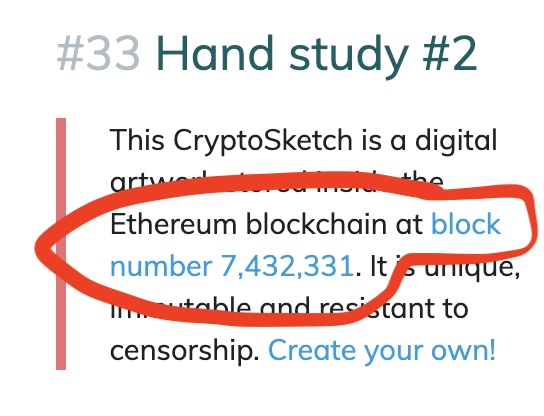 #33 Hand study #2
This CryptoSketch is a digital
artwork stored inside the
Ethereum blockchain at block
number 7,432,331. It is unique,
immutable and resistant to
censorship. Create your own!